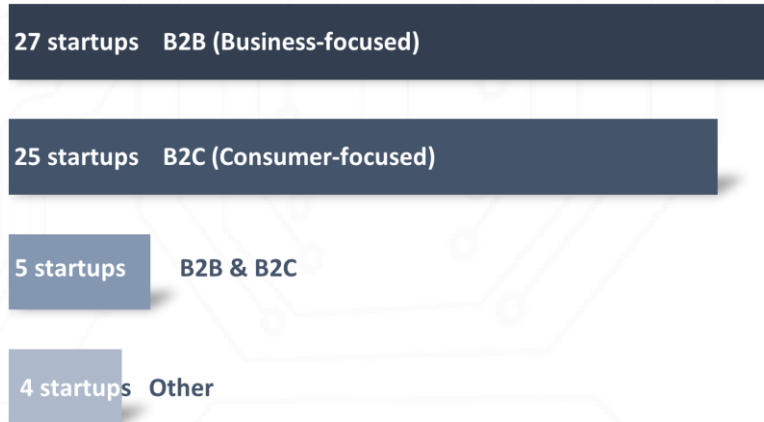 27 startups B2B (Business-focused)
25 startups B2C (Consumer-focused)
5 startups B2B & B2C
4 startups Other